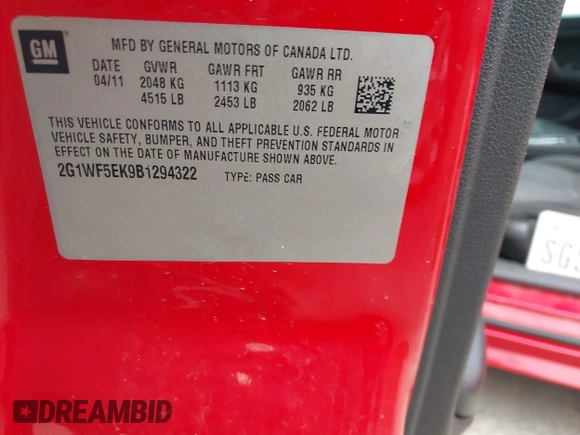 GM
MFD BY GENERAL MOTORS OF CANADA LTD.
DATE GVWR GAWR FRT GAWR RR
04/11 2048 KG 1113 KG 935 KG
4515 LB 2453 LB 2062 LB
THIS VEHICLE CONFORMS TO ALL APPLICABLE U.S. FEDERAL MOTOR
VEHICLE SAFETY, BUMPER, AND THEFT PREVENTION STANDARDS
IN EFFECT ON THE DATE OF MANUFACTURE SHOWN ABOVE.
2G1WF5EK9B1294322 TYPE: PASS CAR
DREAMBID